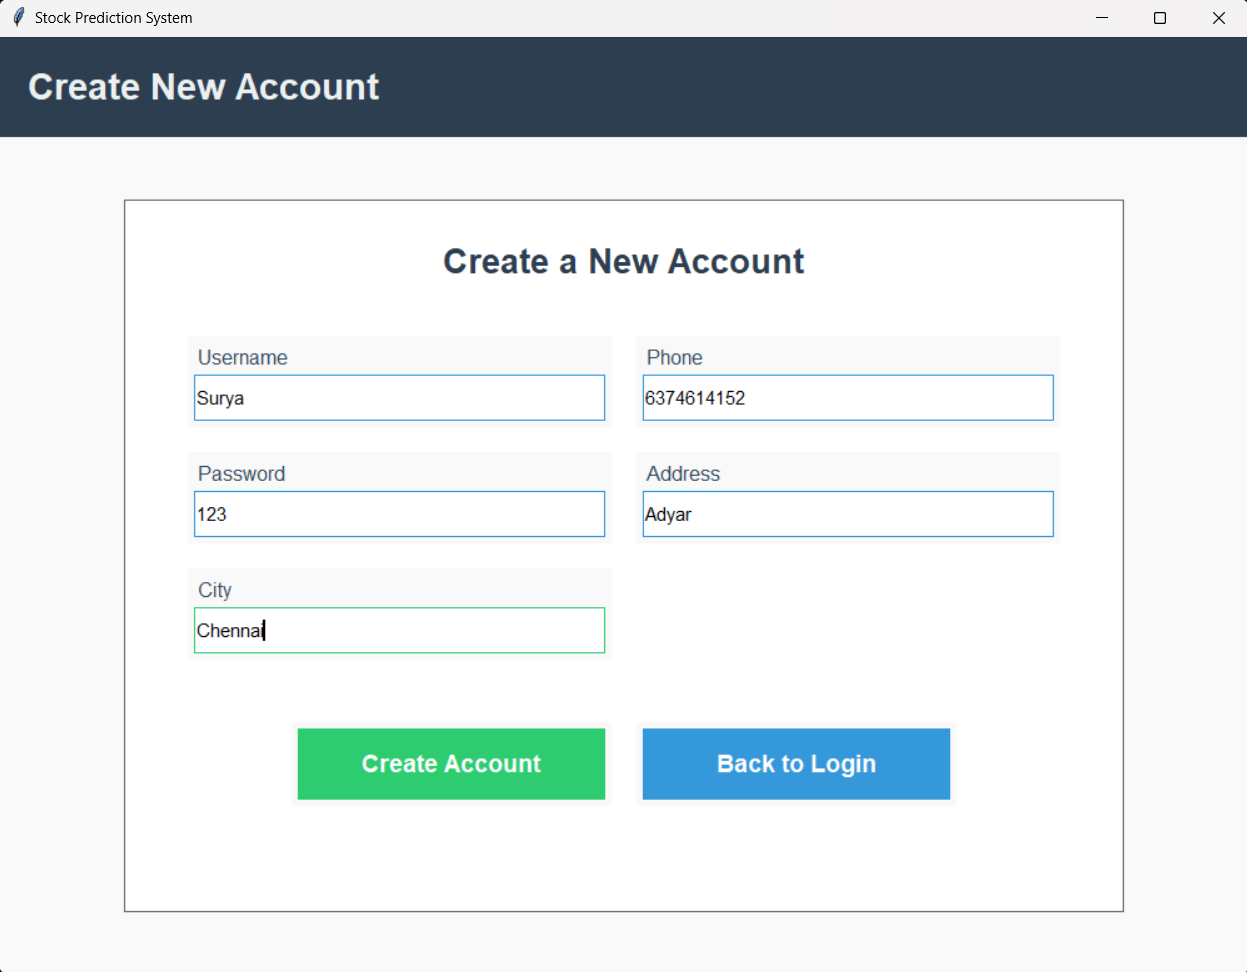 Stock Prediction System
Create New Account
Create a New Account
Username
Phone
Surya
6374614152
Password
Address
123
Adyar
City
Chennai
Create Account
Back to Login